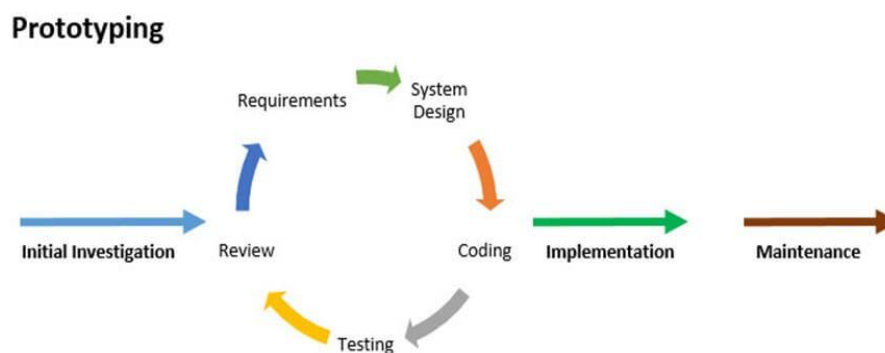 Prototyping
Requirements
System
Design
Initial Investigation
Review
Coding
Implementation
Maintenance
Testing